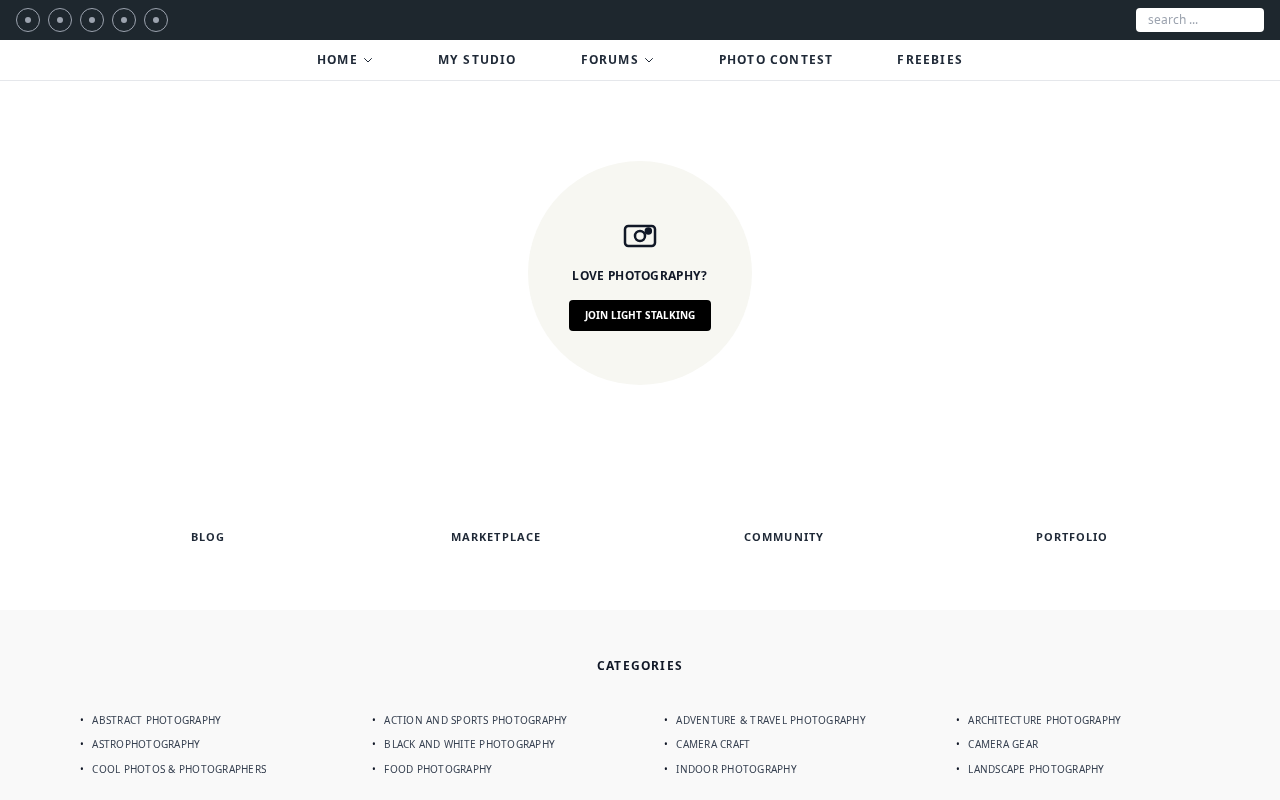 search ...
HOME
MY STUDIO
FORUMS
PHOTO CONTEST
FREEBIES
LOVE PHOTOGRAPHY?
JOIN LIGHT STALKING
BLOG
MARKETPLACE
COMMUNITY
PORTFOLIO
CATEGORIES
• ABSTRACT PHOTOGRAPHY
• ACTION AND SPORTS PHOTOGRAPHY
• ADVENTURE & TRAVEL PHOTOGRAPHY
• ARCHITECTURE PHOTOGRAPHY
• ASTROPHOTOGRAPHY
• BLACK AND WHITE PHOTOGRAPHY
• CAMERA CRAFT
• CAMERA GEAR
• COOL PHOTOS & PHOTOGRAPHERS
• FOOD PHOTOGRAPHY
• INDOOR PHOTOGRAPHY
• LANDSCAPE PHOTOGRAPHY